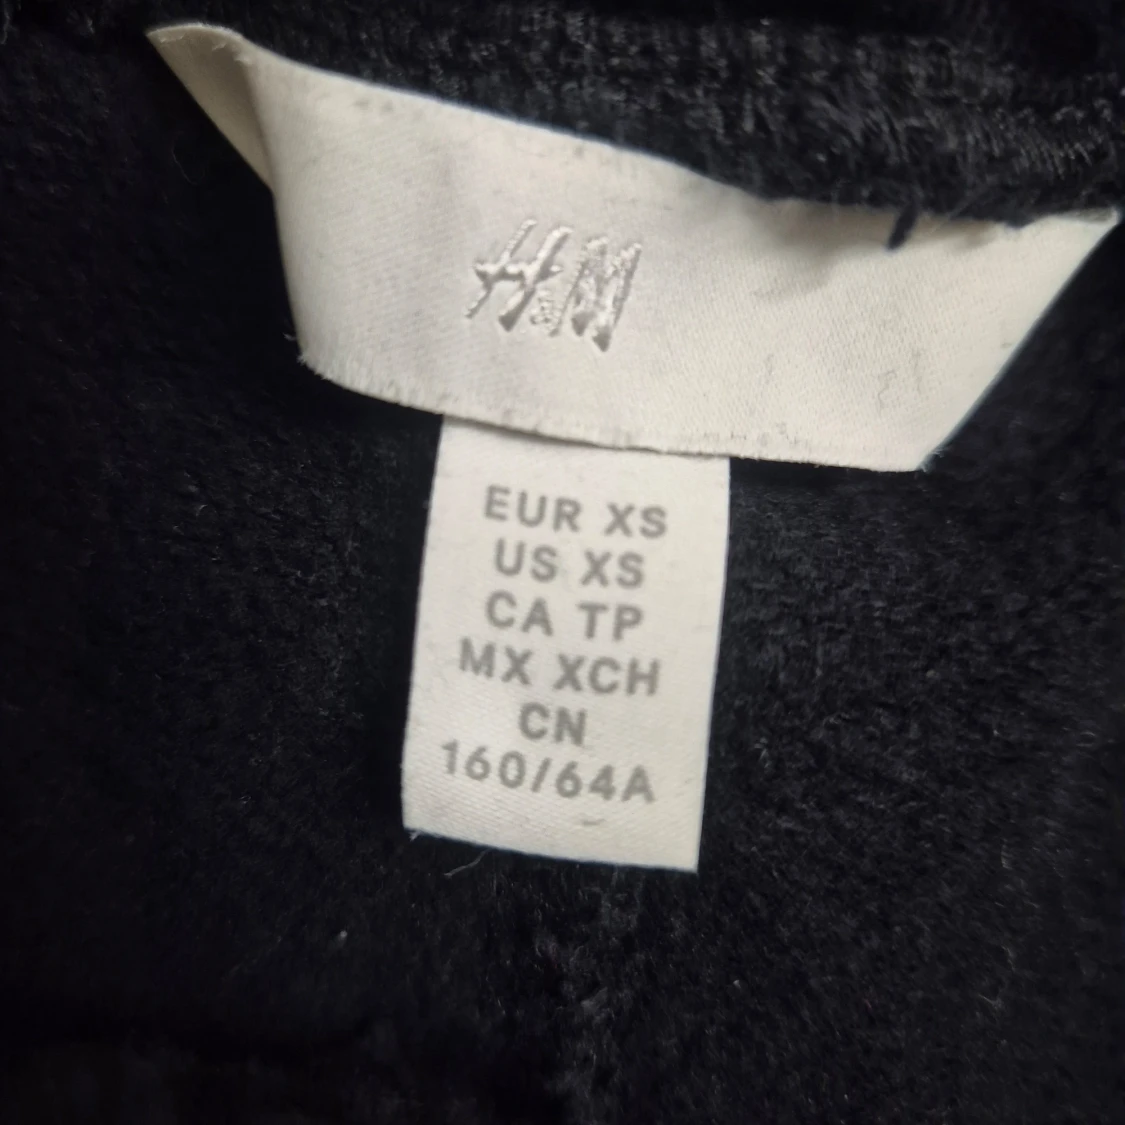 H&M
EUR XS
US XS
CA TP
MX XCH
CN
160/64A